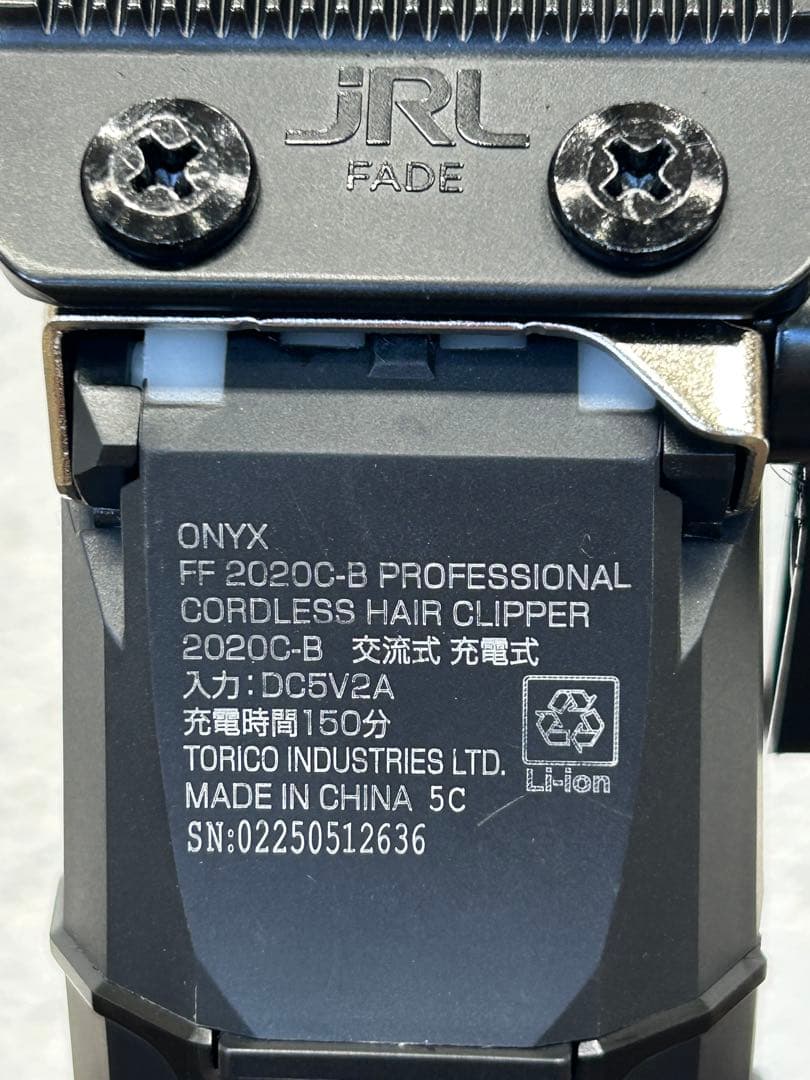 JRL
FADE
ONYX
FF 2020C-B PROFESSIONAL
CORDLESS HAIR CLIPPER
2020C-B 交流式 充電式
入力:DC5V2A
充電時間150分
TORICO INDUSTRIES LTD.
Li-ion
MADE IN CHINA 5C
SN:02250512636